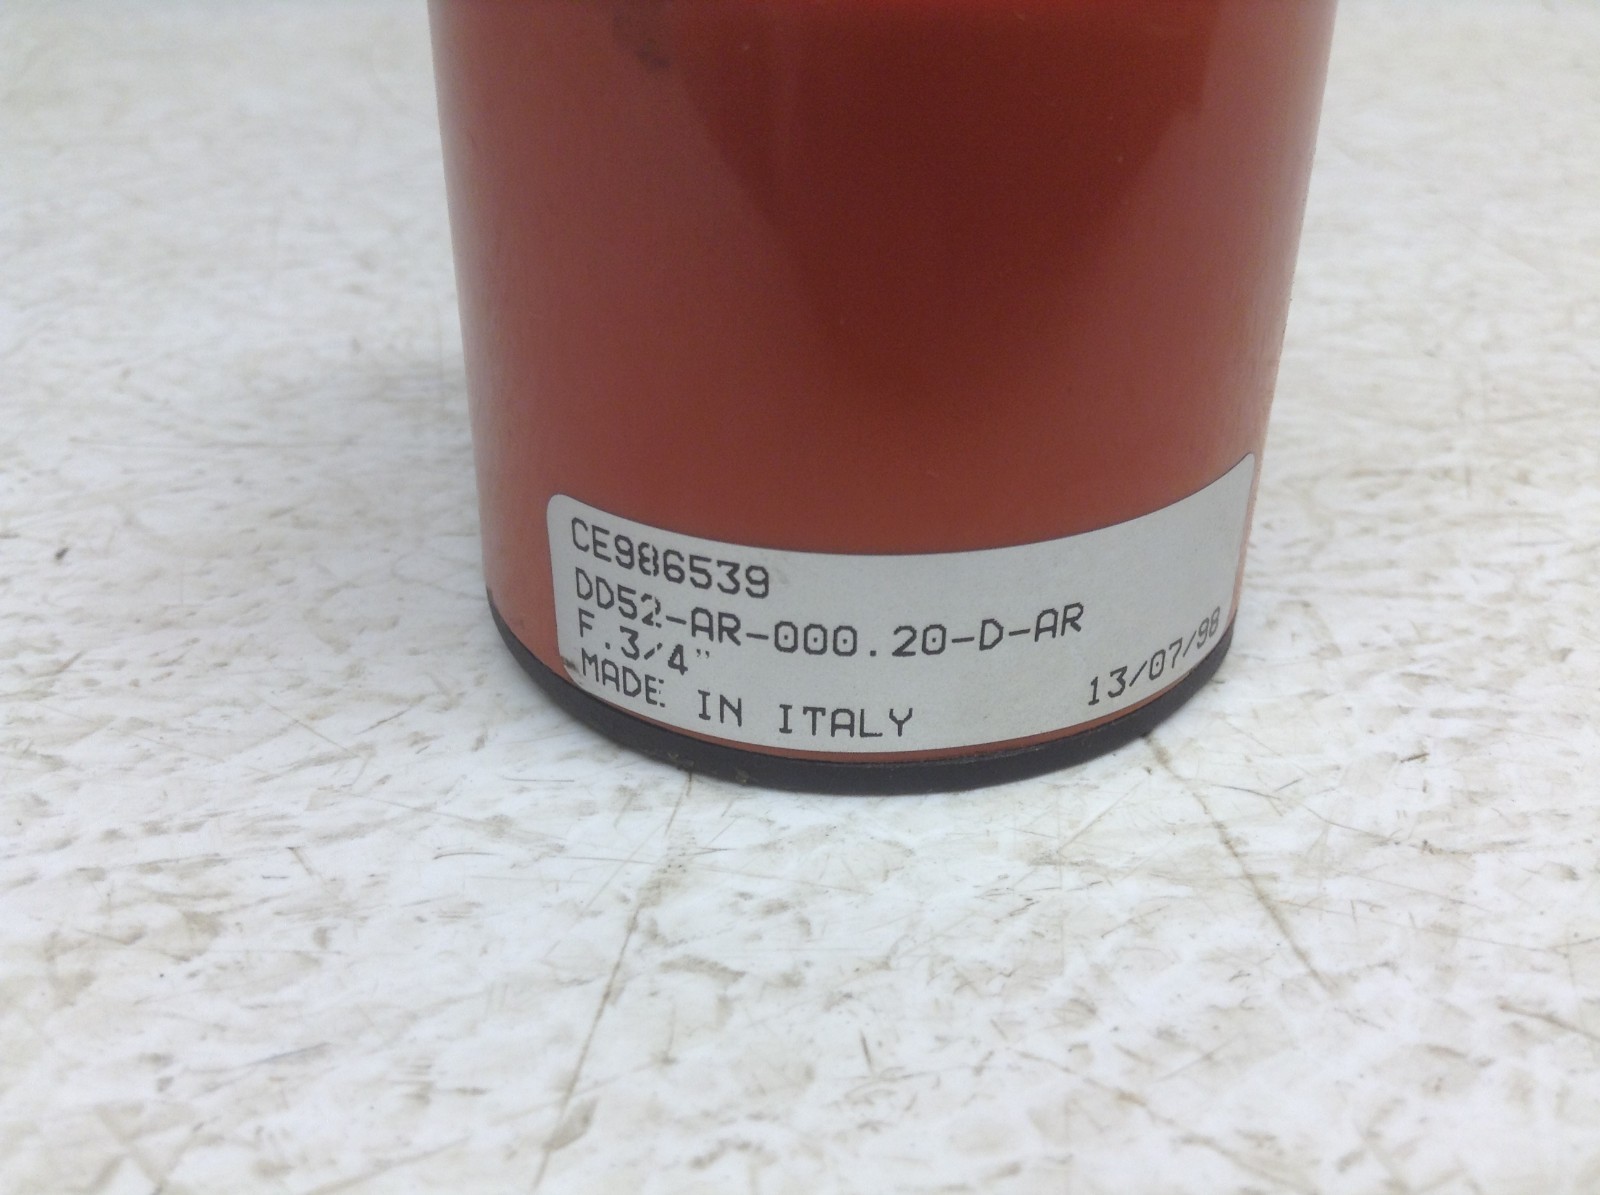 CE986539
DD52-AR-000.20-D-AR
F.3/4"
MADE IN ITALY 13/07/98